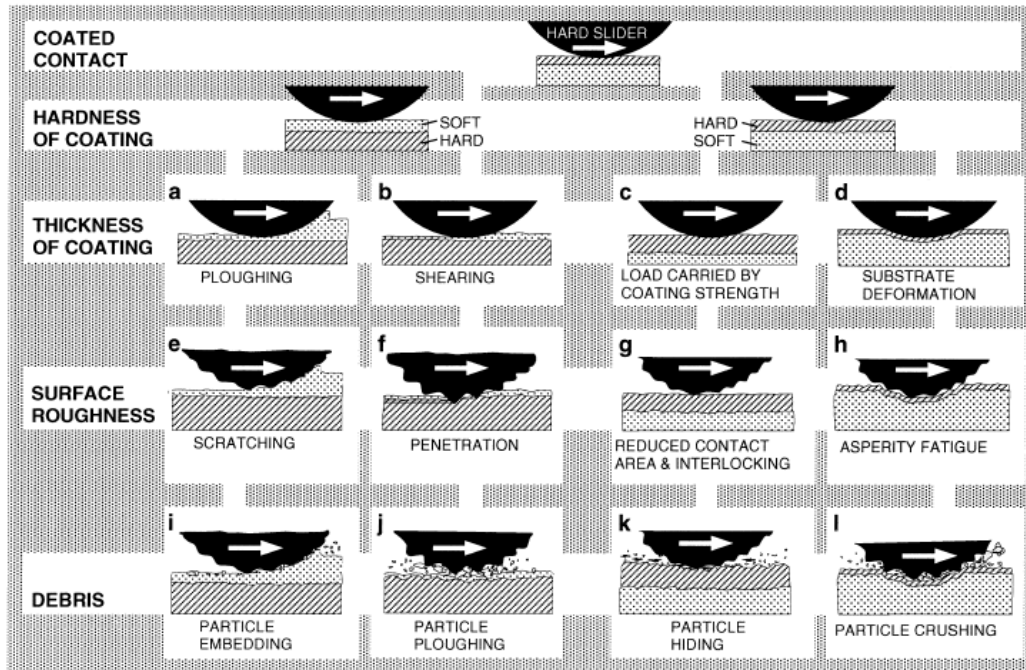 COATED
CONTACT
HARD SLIDER
HARDNESS
OF COATING
SOFT
HARD
HARD
SOFT
THICKNESS
OF COATING
a
b
c
d
PLOUGHING
SHEARING
LOAD CARRIED BY
COATING STRENGTH
SUBSTRATE
DEFORMATION
SURFACE
ROUGHNESS
e
f
g
h
SCRATCHING
PENETRATION
REDUCED CONTACT
AREA & INTERLOCKING
ASPERITY FATIGUE
DEBRIS
i
j
k
l
PARTICLE
EMBEDDING
PARTICLE
PLOUGHING
PARTICLE
HIDING
PARTICLE CRUSHING